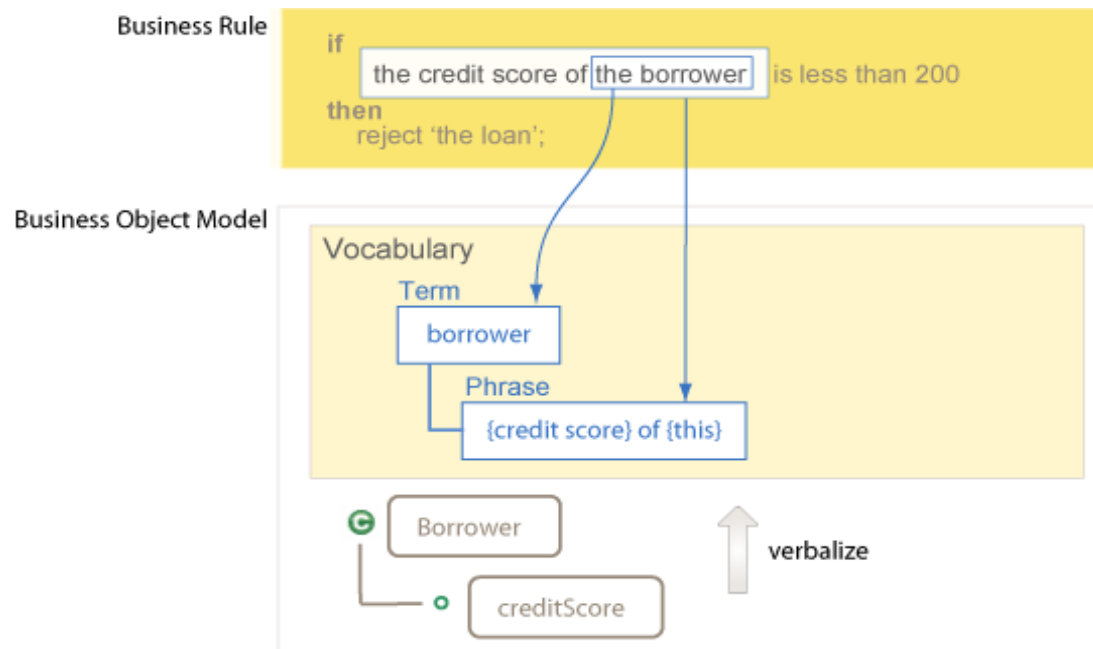 Business Rule
if
the credit score of the borrower is less than 200
then
reject ‘the loan’;
Business Object Model
Vocabulary
Term
borrower
Phrase
{credit score} of {this}
C
Borrower
verbalize
creditScore